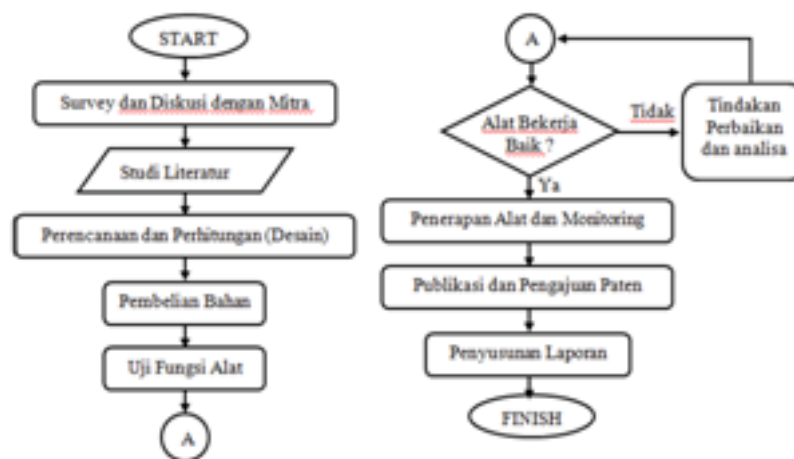 START
Survey dan Diskusi dengan Mitra
Studi Literatur
Perencanaan dan Perhitungan (Desain)
Pembelian Bahan
Uji Fungsi Alat
A
A
Alat Bekerja
Baik ?
Tidak
Tindakan
Perbaikan
dan analisa
Ya
Penerapan Alat dan Monitoring
Publikasi dan Pengajuan Paten
Penyusunan Laporan
FINISH